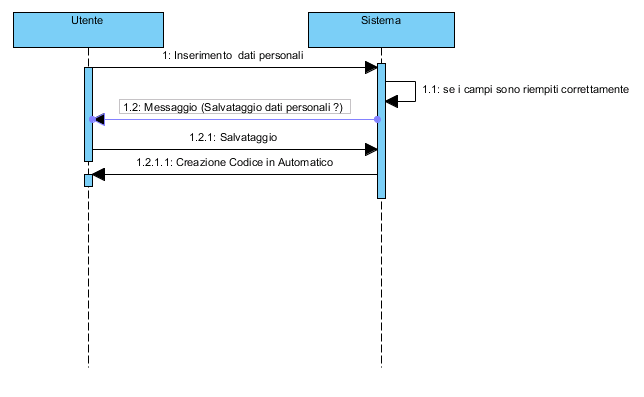 Utente
Sistema
1: Inserimento dati personali
1.1: se i campi sono riempiti correttamente
1.2: Messaggio (Salvataggio dati personali ?)
1.2.1: Salvataggio
1.2.1.1: Creazione Codice in Automatico